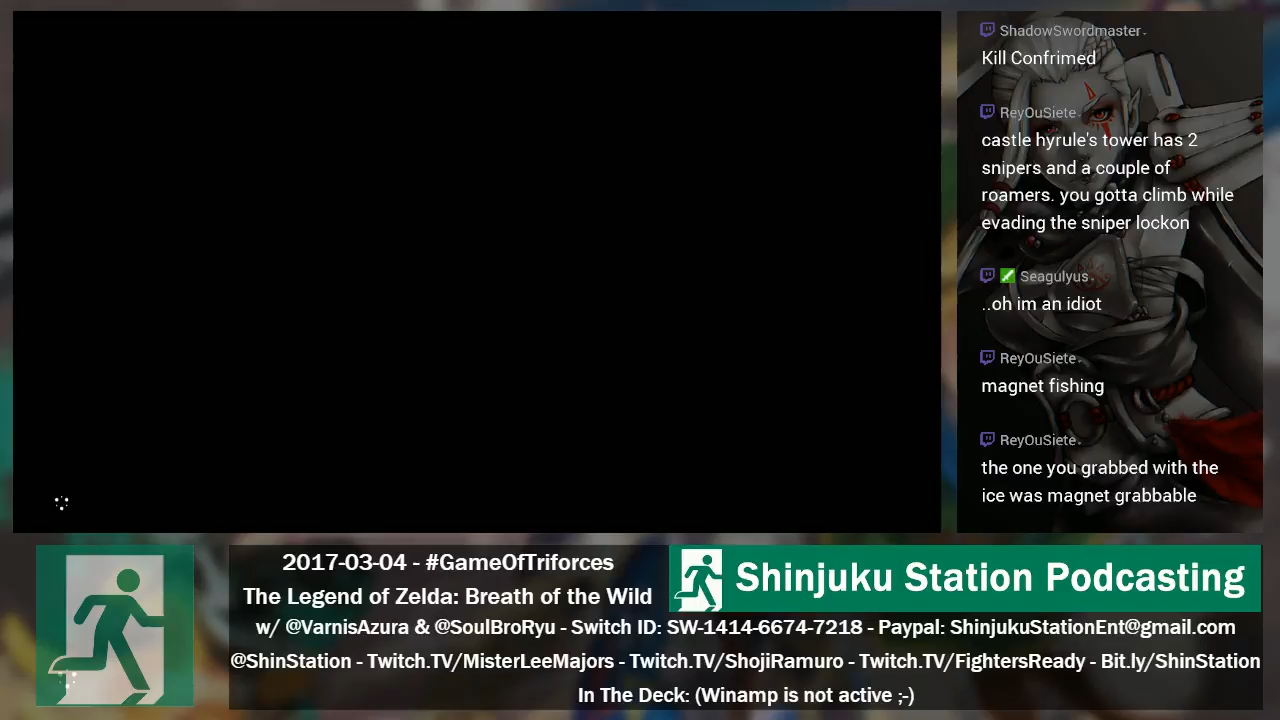 ShadowSwordmaster
Kill Confrimed
ReyOuSiete
castle hyrule's tower has 2
snipers and a couple of
roamers. you gotta climb while
evading the sniper lockon
Seagulyus
..oh im an idiot
ReyOuSiete
magnet fishing
ReyOuSiete
the one you grabbed with the
ice was magnet grabbable
2017-03-04 - #GameOfTriforces
The Legend of Zelda: Breath of the Wild
Shinjuku Station Podcasting
w/ @VarnisAzura & @SoulBroRyu - Switch ID: SW-1414-6674-7218 - Paypal: ShinjukuStationEnt@gmail.com
@ShinStation - Twitch.TV/MisterLeeMajors - Twitch.TV/ShojiRamuro - Twitch.TV/FightersReady - Bit.ly/ShinStation
In The Deck: (Winamp is not active ;-)